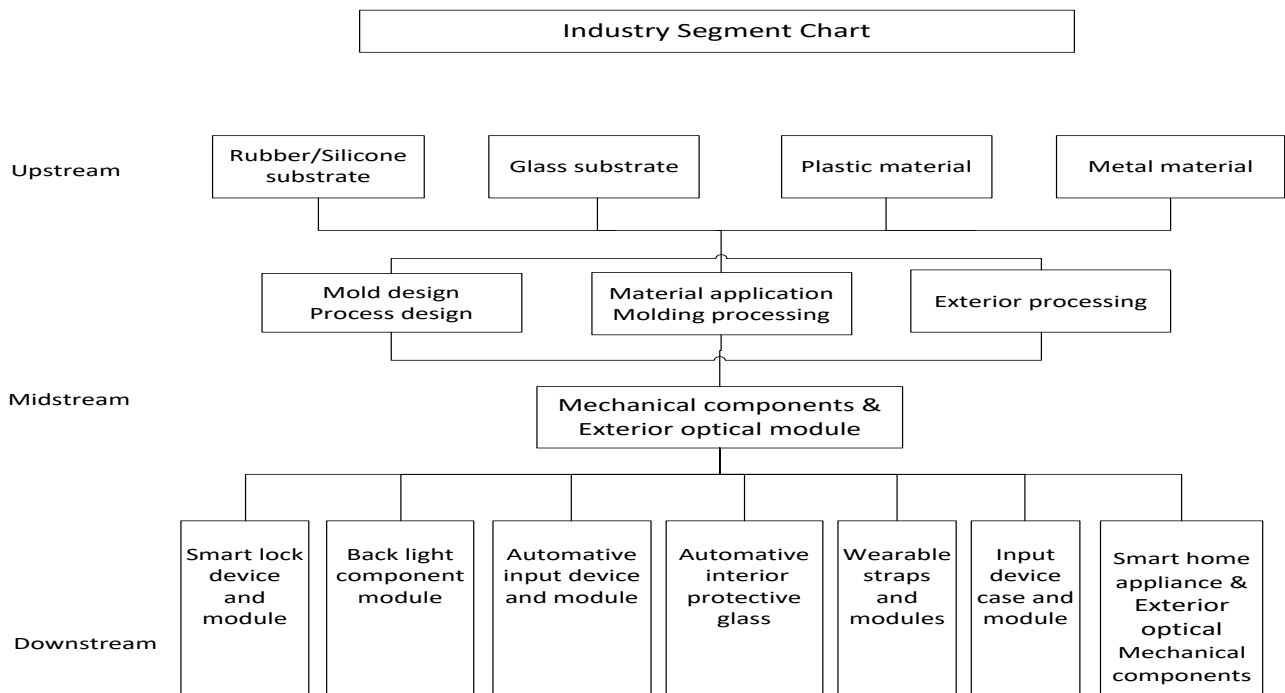 Industry Segment Chart
Upstream
Rubber/Silicone
substrate
Glass substrate
Plastic material
Metal material
Mold design
Process design
Material application
Molding processing
Exterior processing
Midstream
Mechanical components &
Exterior optical module
Downstream
Smart lock
device
and
module
Back light
component
module
Automative
input device
and module
Automative
interior
protective
glass
Wearable
straps
and
modules
Input
device
case and
module
Smart home
appliance &
Exterior
optical
Mechanical
components